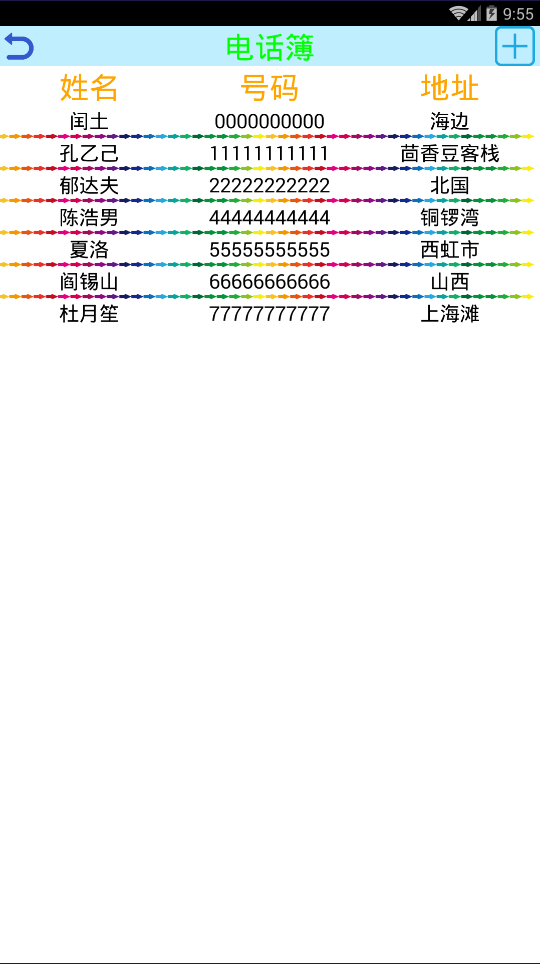 9:55
电话簿
姓名 号码 地址
闰土 0000000000 海边
孔乙己 11111111111 茴香豆客栈
郁达夫 22222222222 北国
陈浩男 44444444444 铜锣湾
夏洛 55555555555 西虹市
阎锡山 66666666666 山西
杜月笙 77777777777 上海滩